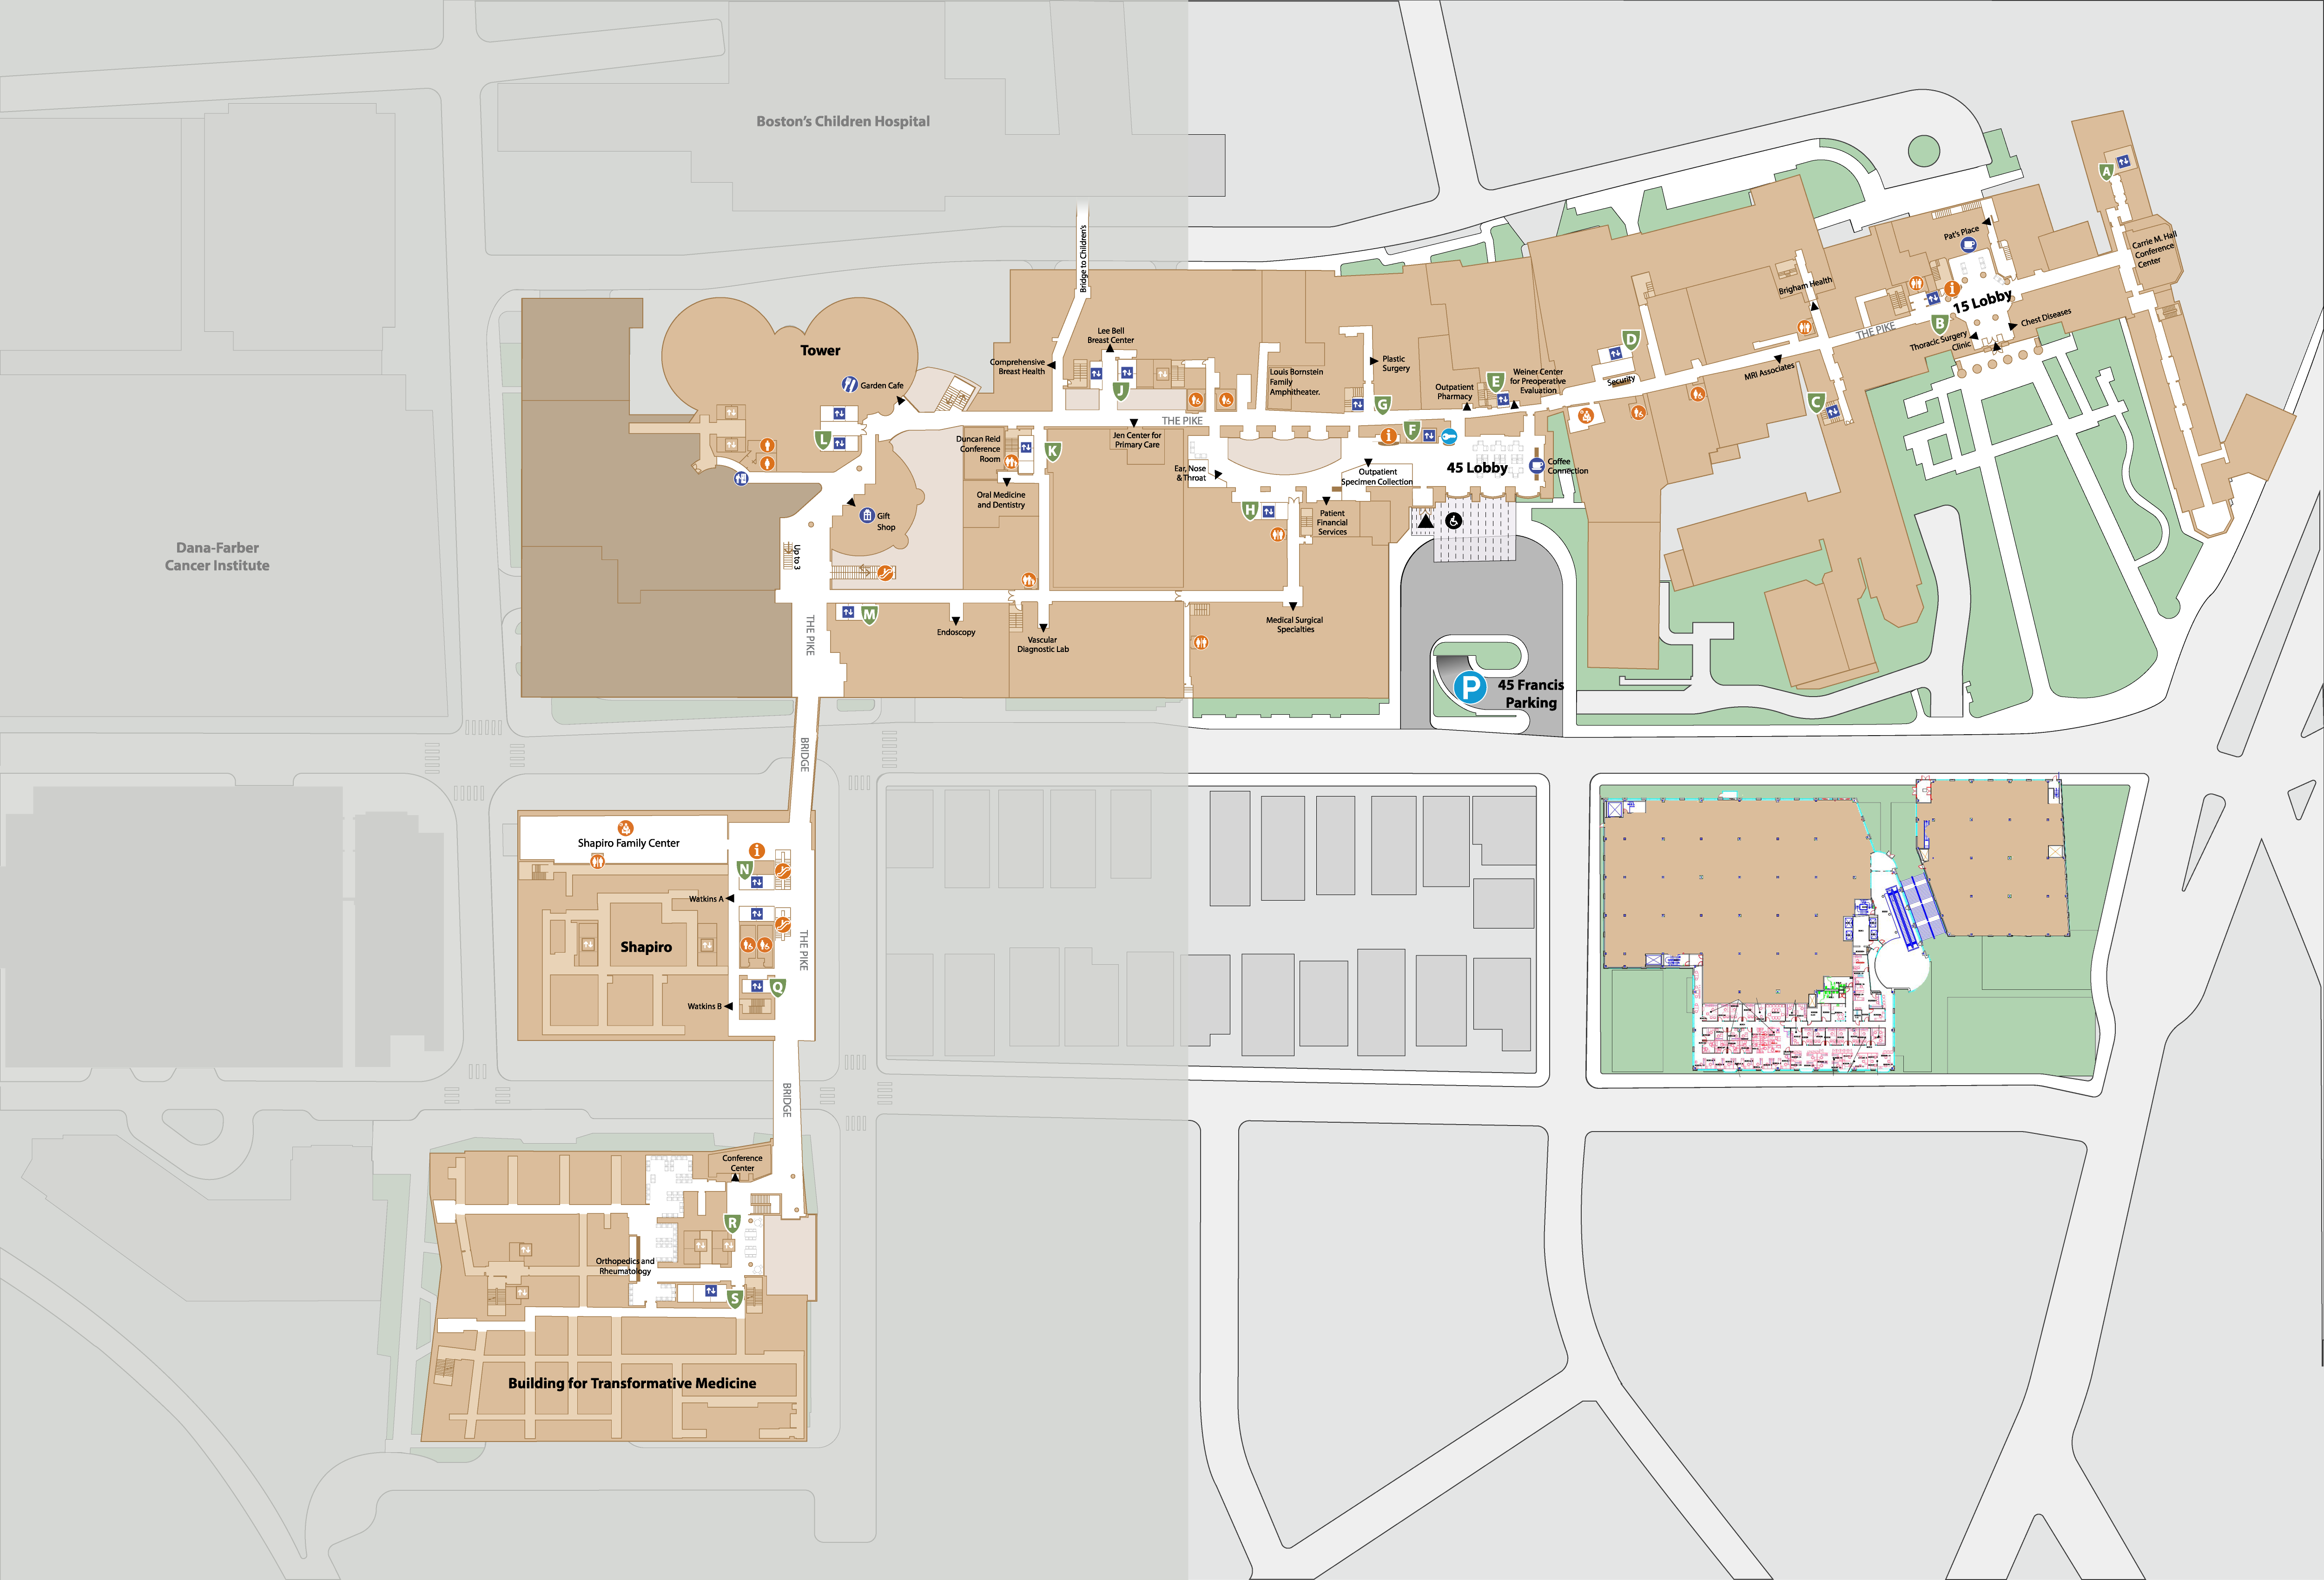 Boston's Children Hospital
Dana-Farber
Cancer Institute
Tower
Garden Cafe
L
Gift
Shop
Up to 3
THE PIKE
M
Bridge to Children's
Lee Bell
Breast Center
Comprehensive
Breast Health
J
THE PIKE
Jen Center for
Primary Care
Duncan Reid
Conference
Room
K
Oral Medicine
and Dentistry
Endoscopy
Vascular
Diagnostic Lab
Louis Bornstein
Family
Amphitheater.
Plastic
Surgery
G
Ear, Nose
& Throat
H
i
F
Outpatient
Specimen Collection
Patient
Financial
Services
Medical Surgical
Specialties
Outpatient
Pharmacy
E
Weiner Center
for Preoperative
Evaluation
45 Lobby
Coffee
Connection
P
45 Francis
Parking
D
Security
MRI Associates
Brigham Health
THE PIKE
C
Pat's Place
i
15 Lobby
B
Chest Diseases
Thoracic Surgery
Clinic
A
Carrie M. Hall
Conference
Center
BRIDGE
Shapiro Family Center
i
N
Watkins A
Shapiro
THE PIKE
Q
Watkins B
BRIDGE
Conference
Center
R
Orthopedics and
Rheumatology
S
Building for Transformative Medicine